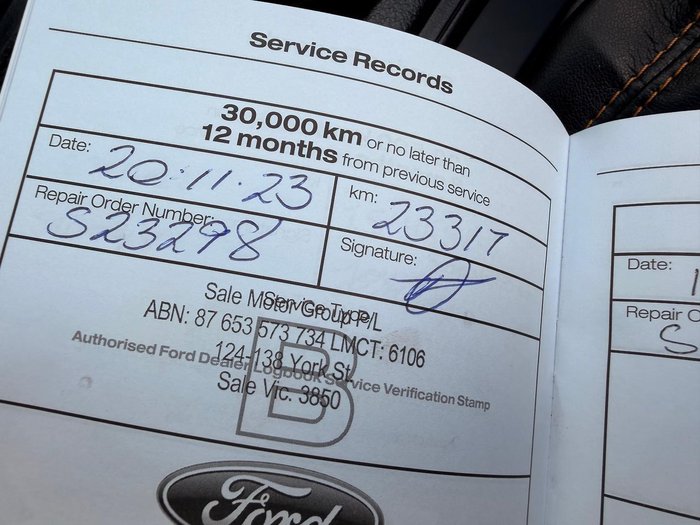 Service Records
30,000 km or no later than
12 months from previous service
Date: 20.11.23
km: 23317
Repair Order Number: S23298
Signature:
Service Type
Sale Motor Group P/L
ABN: 87 653 573 734 LMCT: 6106
Authorised Ford Dealer Logbook Service Verification Stamp
124-138 York St
Sale Vic. 3850
B
Ford
Date: 1
Repair O
S